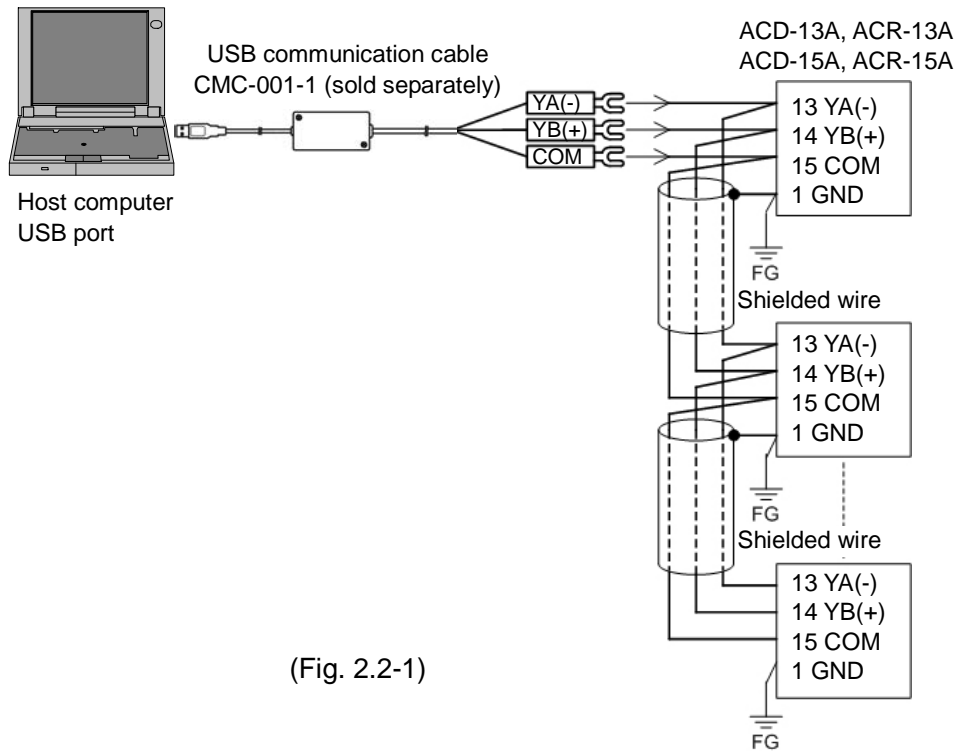 USB communication cable
CMC-001-1 (sold separately)
ACD-13A, ACR-13A
ACD-15A, ACR-15A
YA(-)
YB(+)
COM
13 YA(-)
14 YB(+)
15 COM
1 GND
Host computer
USB port
FG
Shielded wire
13 YA(-)
14 YB(+)
15 COM
1 GND
FG
Shielded wire
13 YA(-)
14 YB(+)
15 COM
1 GND
(Fig. 2.2-1)
FG